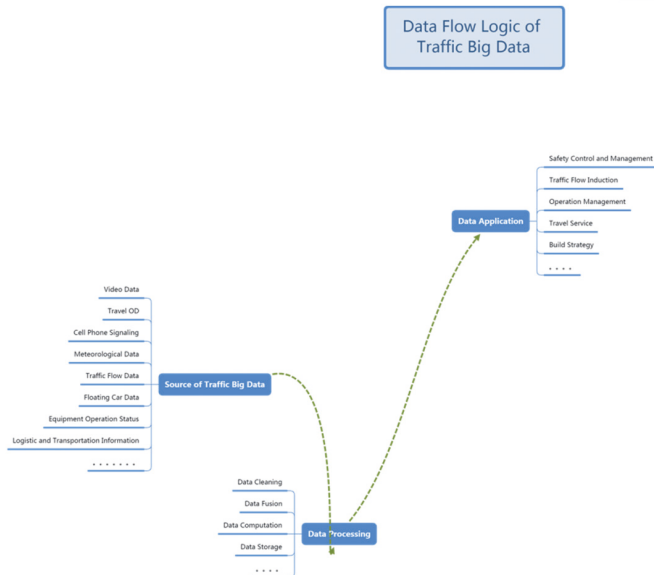 Data Flow Logic of
Traffic Big Data
Safety Control and Management
Traffic Flow Induction
Operation Management
Data Application
Travel Service
Build Strategy
. . . .
Video Data
Travel OD
Cell Phone Signaling
Meteorological Data
Traffic Flow Data
Source of Traffic Big Data
Floating Car Data
Equipment Operation Status
Logistic and Transportation Information
. . . . . . .
Data Cleaning
Data Fusion
Data Computation
Data Processing
Data Storage
. . . .